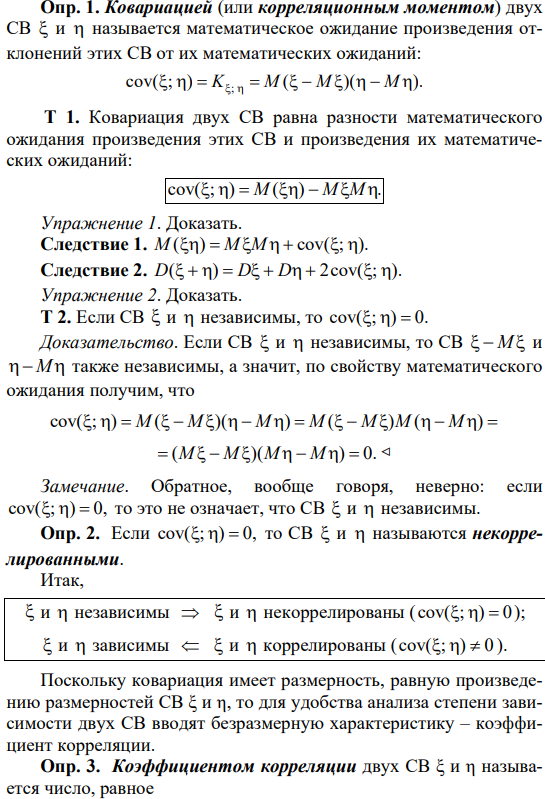 Опр. 1. Ковариацией (или корреляционным моментом) двух
СВ ξ и η называется математическое ожидание произведения от-
клонений этих СВ от их математических ожиданий:
cov(ξ; η) = K_{ξ; η} = M(ξ − Mξ)(η − Mη).
Т 1. Ковариация двух СВ равна разности математического
ожидания произведения этих СВ и произведения их математиче-
ских ожиданий:
cov(ξ; η) = M(ξη) − MξMη.
Упражнение 1. Доказать.
Следствие 1. M(ξη) = MξMη + cov(ξ; η).
Следствие 2. D(ξ + η) = Dξ + Dη + 2cov(ξ; η).
Упражнение 2. Доказать.
Т 2. Если СВ ξ и η независимы, то cov(ξ; η) = 0.
Доказательство. Если СВ ξ и η независимы, то СВ ξ − Mξ и
η − Mη также независимы, а значит, по свойству математического
ожидания получим, что
cov(ξ; η) = M(ξ − Mξ)(η − Mη) = M(ξ − Mξ)M(η − Mη) =
= (Mξ − Mξ)(Mη − Mη) = 0. ◁
Замечание. Обратное, вообще говоря, неверно: если
cov(ξ; η) = 0, то это не означает, что СВ ξ и η независимы.
Опр. 2. Если cov(ξ; η) = 0, то СВ ξ и η называются некорре-
лированными.
Итак,
ξ и η независимы ⇒ ξ и η некоррелированы (cov(ξ; η) = 0);
ξ и η зависимы ⇐ ξ и η коррелированы (cov(ξ; η) ≠ 0).
Поскольку ковариация имеет размерность, равную произведе-
нию размерностей СВ ξ и η, то для удобства анализа степени зави-
симости двух СВ вводят безразмерную характеристику – коэффи-
циент корреляции.
Опр. 3. Коэффициентом корреляции двух СВ ξ и η называ-
ется число, равное